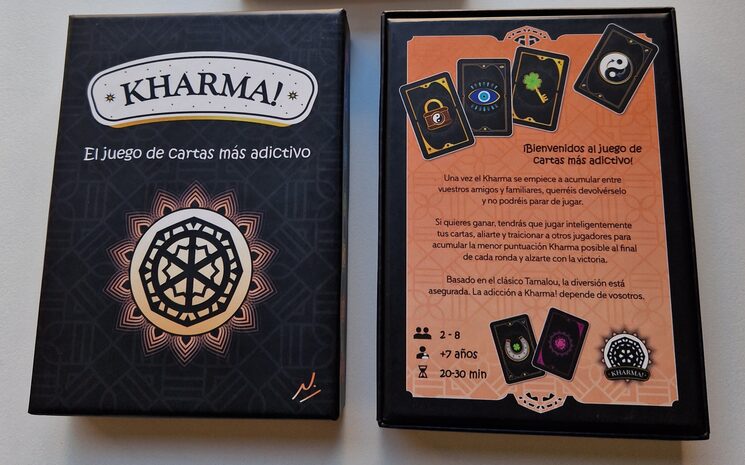 KHARMA!
El juego de cartas más adictivo
N.
¡Bienvenidos al juego de
cartas más adictivo!
Una vez el Kharma se empiece a acumular entre
vuestros amigos y familiares, querréis devolvérselo
y no podréis parar de jugar.
Si quieres ganar, tendrás que jugar inteligentemente
tus cartas, aliarte y traicionar a otros jugadores para
acumular la menor puntuación Kharma posible al final
de cada ronda y alzarte con la victoria.
Basado en el clásico Tamalou, la diversión está
asegurada. La adicción a Kharma! depende de vosotros.
2 - 8
+7 años
20-30 min
KHARMA!